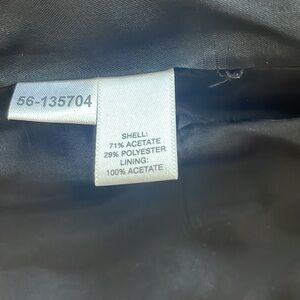 56-135704
SHELL:
71% ACETATE
29% POLYESTER
LINING:
100% ACETATE